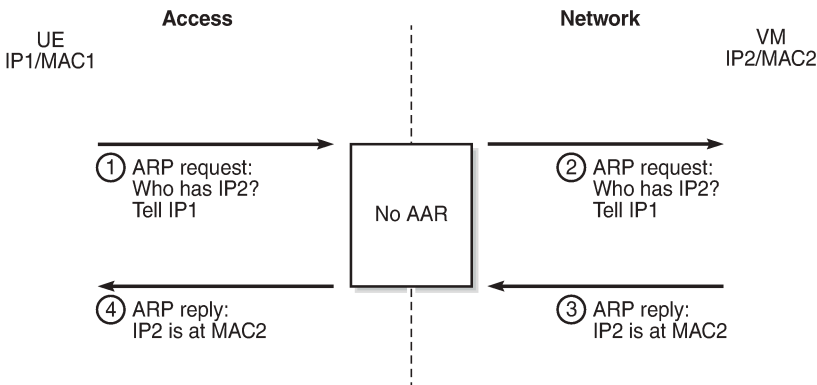 Access
Network
UE
IP1/MAC1
VM
IP2/MAC2
1 ARP request:
Who has IP2?
Tell IP1
No AAR
2 ARP request:
Who has IP2?
Tell IP1
4 ARP reply:
IP2 is at MAC2
3 ARP reply:
IP2 is at MAC2